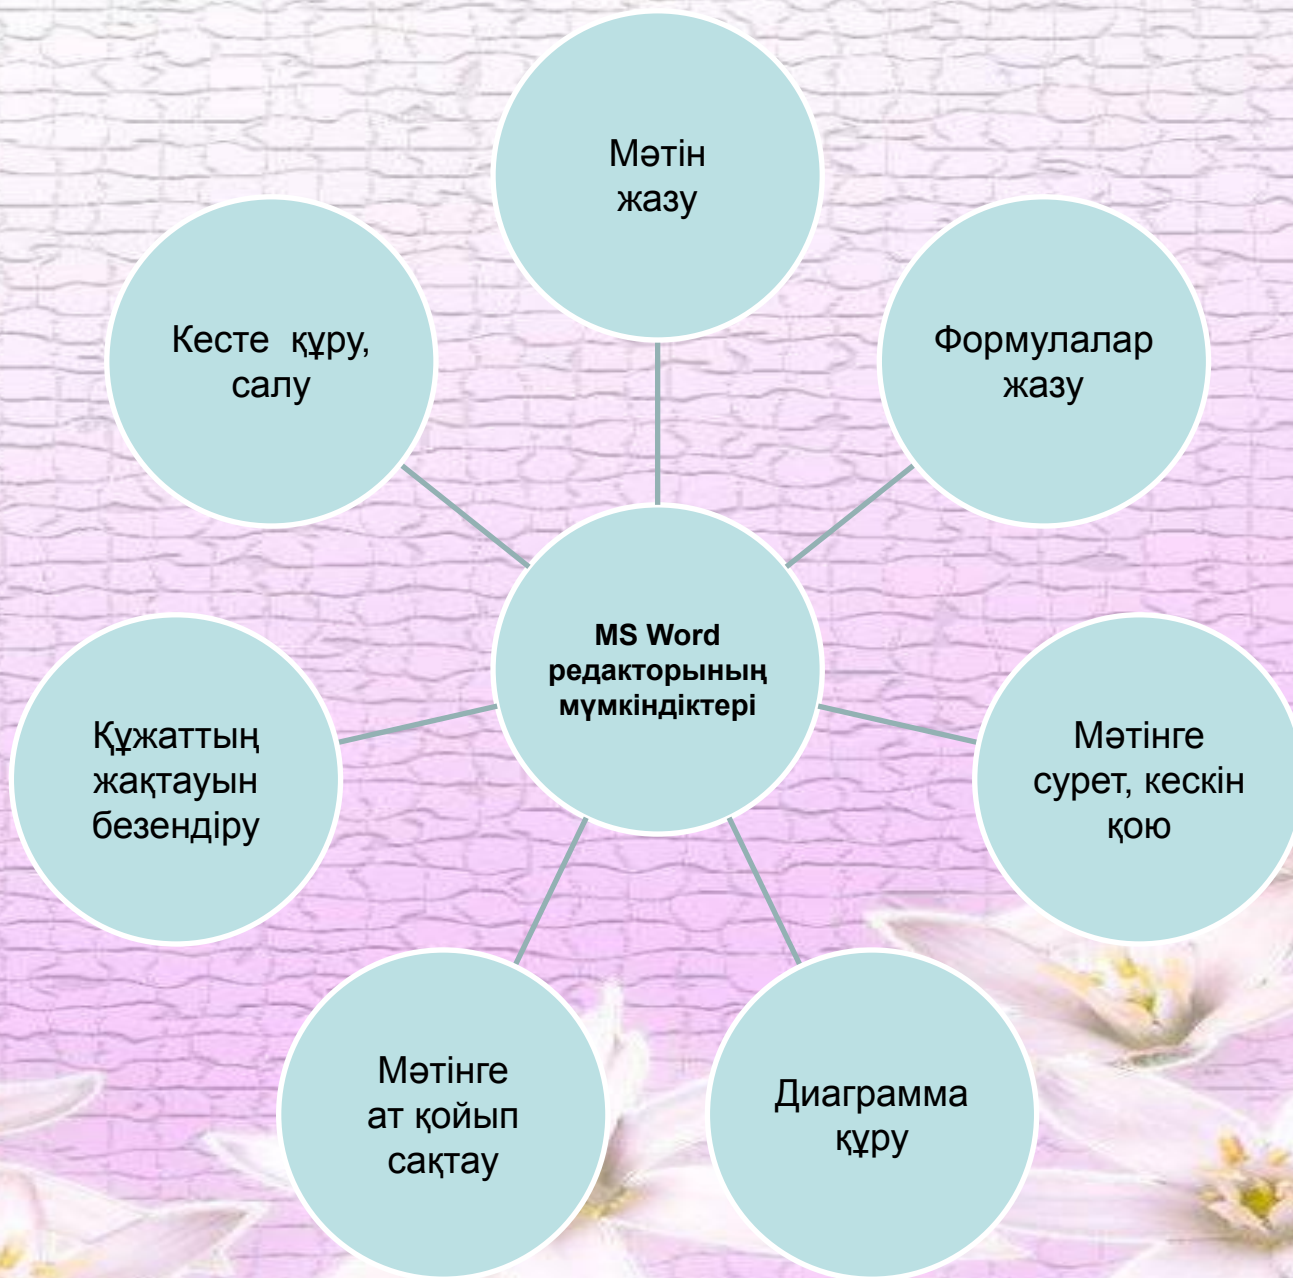 Мәтін
жазу
Кесте құру,
салу
Формулалар
жазу
MS Word
редакторының
мүмкіндіктері
Құжаттың
жақтауын
безендіру
Мәтінге
сурет, кескін
қою
Мәтінге
ат қойып
сақтау
Диаграмма
құру